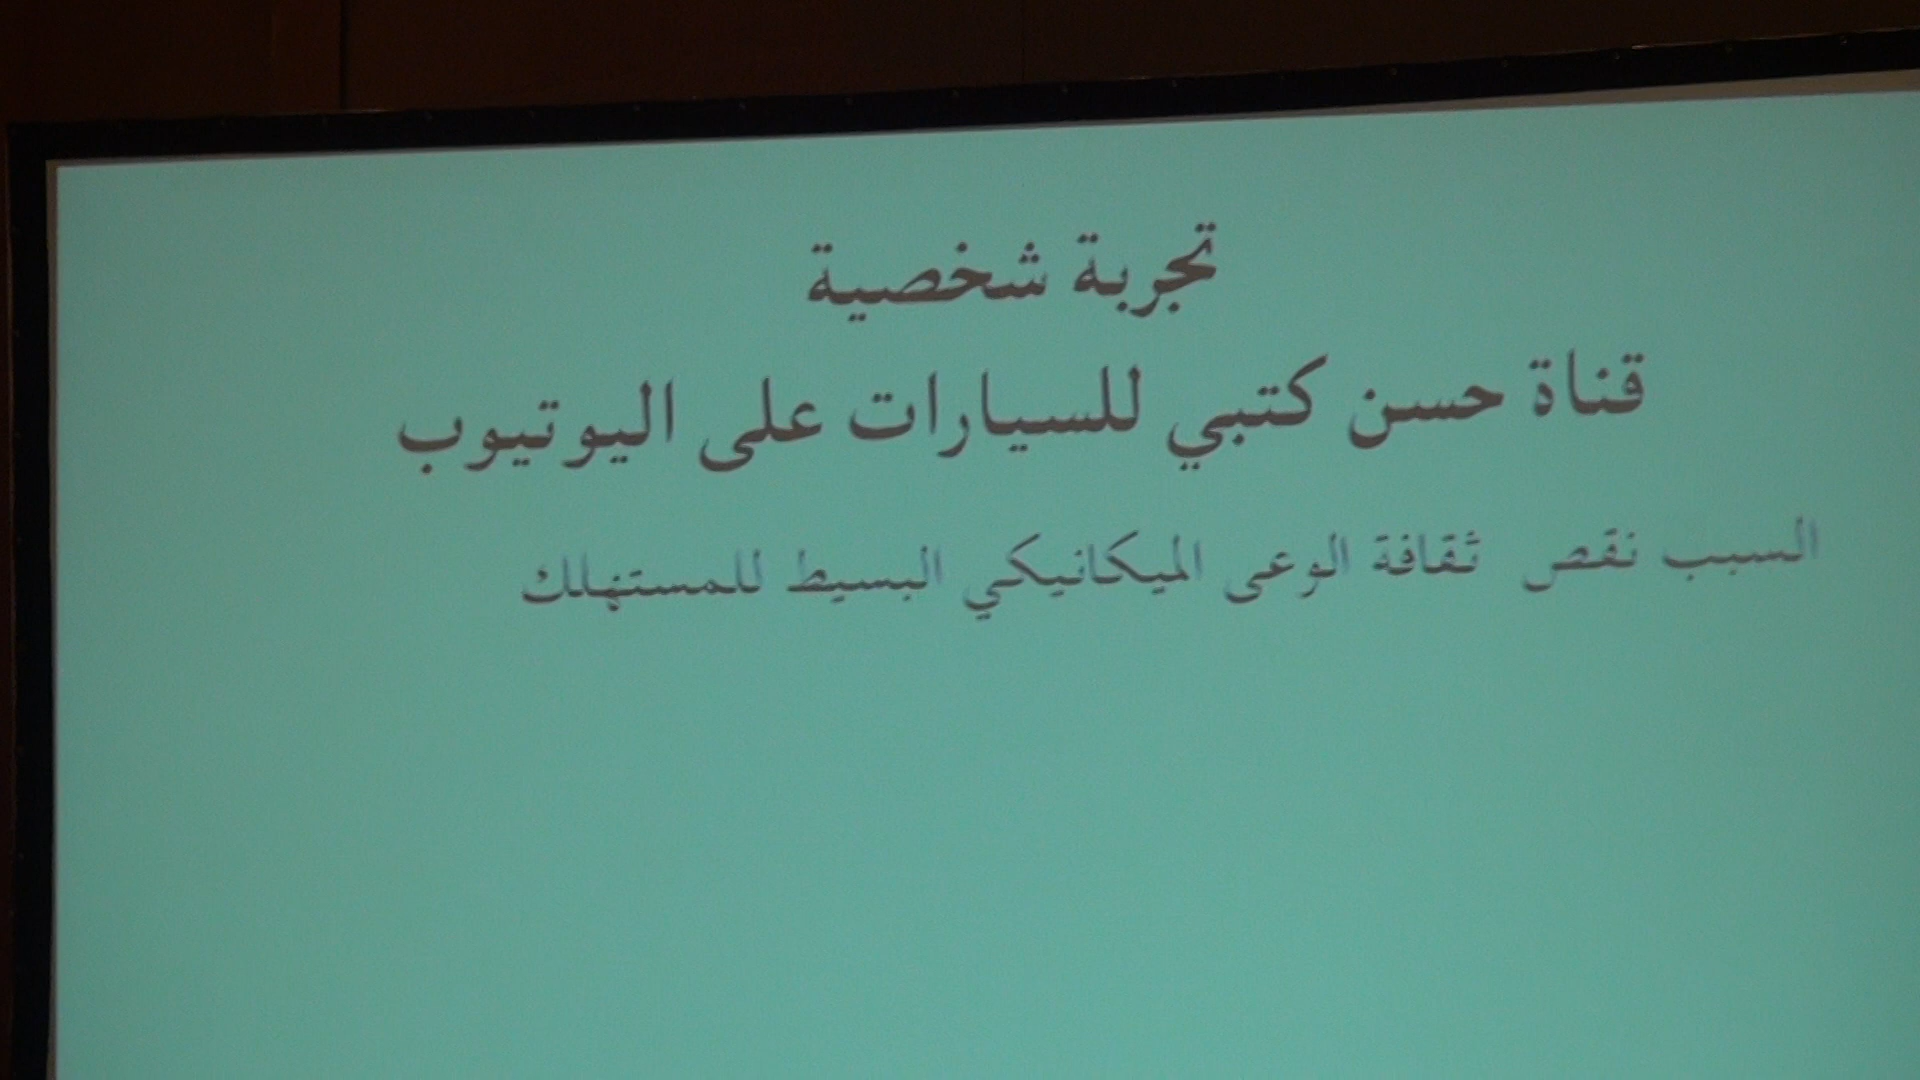 تجربة شخصية
قناة حسن كتبي للسيارات على اليوتيوب
السبب نقص ثقافة الوعى الميكانيكي البسيط للمستهلك